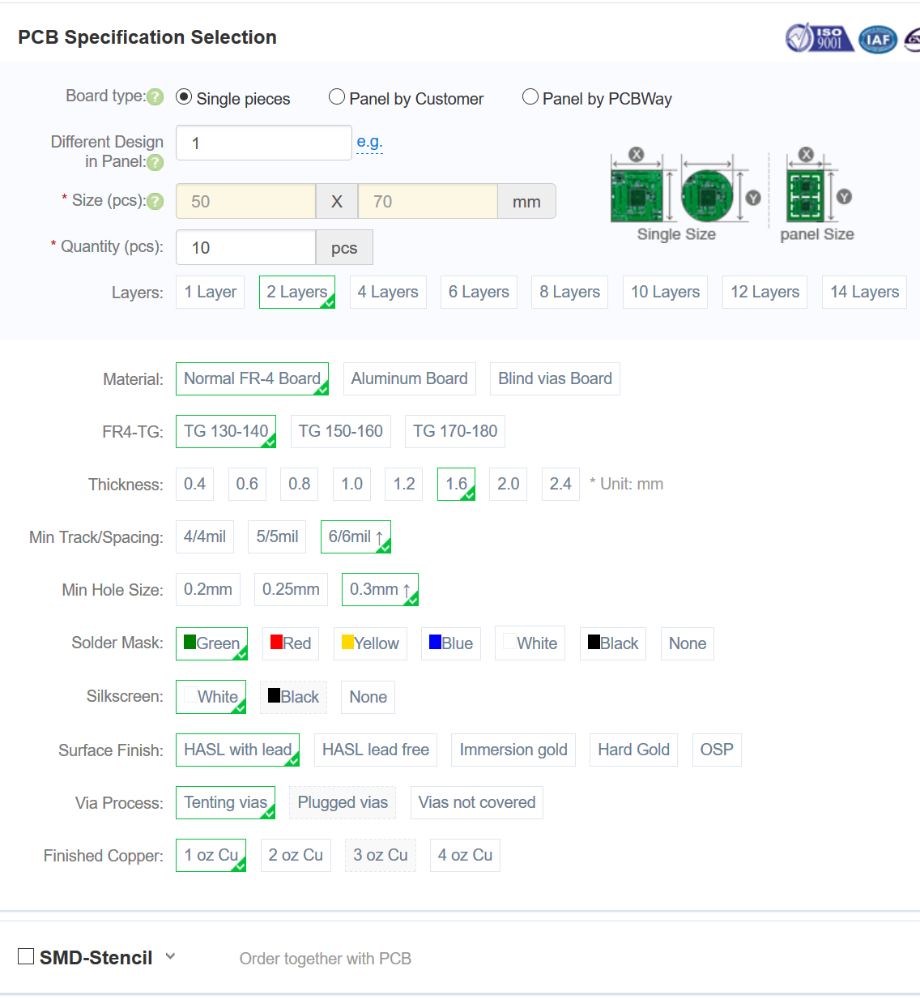 PCB Specification Selection
ISO 9001 IAF
Board type:? Single pieces Panel by Customer Panel by PCBWay
Different Design in Panel:? 1 e.g.
* Size (pcs):? 50 X 70 mm
X Y X Y
Single Size panel Size
* Quantity (pcs): 10 pcs
Layers: 1 Layer 2 Layers 4 Layers 6 Layers 8 Layers 10 Layers 12 Layers 14 Layers
Material: Normal FR-4 Board Aluminum Board Blind vias Board
FR4-TG: TG 130-140 TG 150-160 TG 170-180
Thickness: 0.4 0.6 0.8 1.0 1.2 1.6 2.0 2.4 * Unit: mm
Min Track/Spacing: 4/4mil 5/5mil 6/6mil ↑
Min Hole Size: 0.2mm 0.25mm 0.3mm ↑
Solder Mask: Green Red Yellow Blue White Black None
Silkscreen: White Black None
Surface Finish: HASL with lead HASL lead free Immersion gold Hard Gold OSP
Via Process: Tenting vias Plugged vias Vias not covered
Finished Copper: 1 oz Cu 2 oz Cu 3 oz Cu 4 oz Cu
SMD-Stencil Order together with PCB